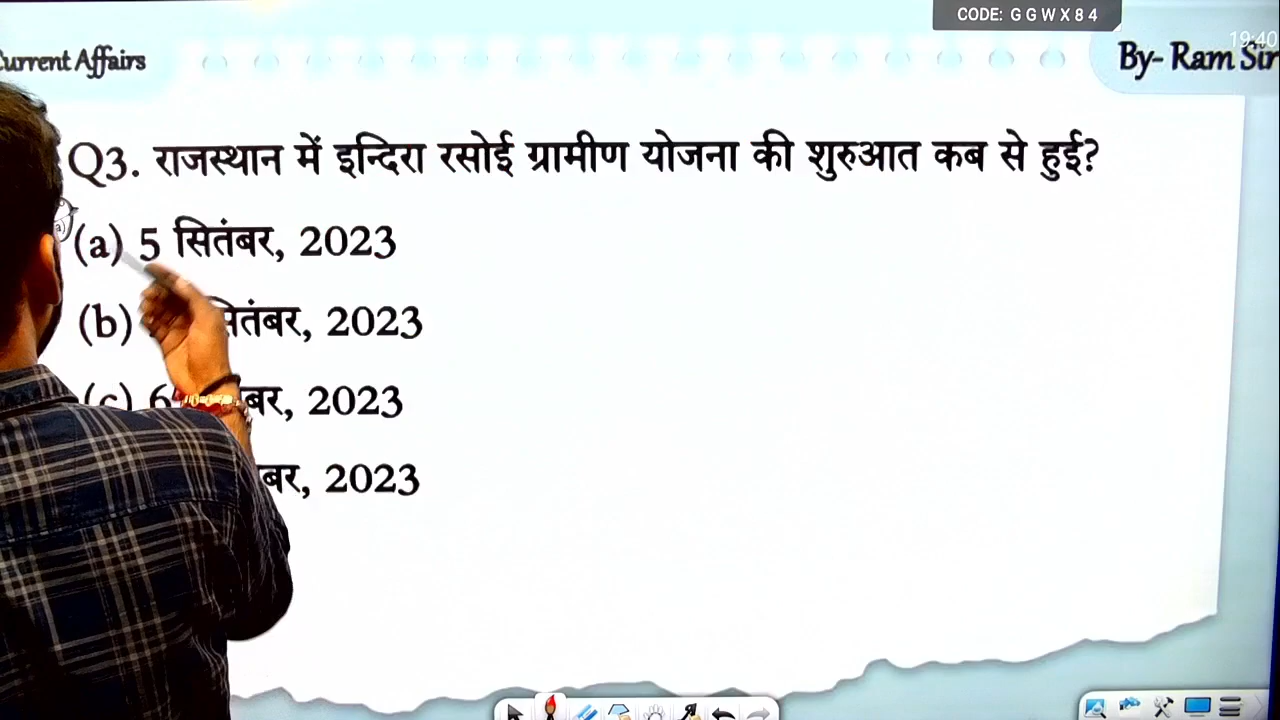 CODE: G G W X 8 4
19:40
Current Affairs
By- Ram Sir
Q3. राजस्थान में इन्दिरा रसोई ग्रामीण योजना की शुरुआत कब से हुई?
(a) 5 सितंबर, 2023
(b) सितंबर, 2023
(c) 6 बर, 2023
बर, 2023